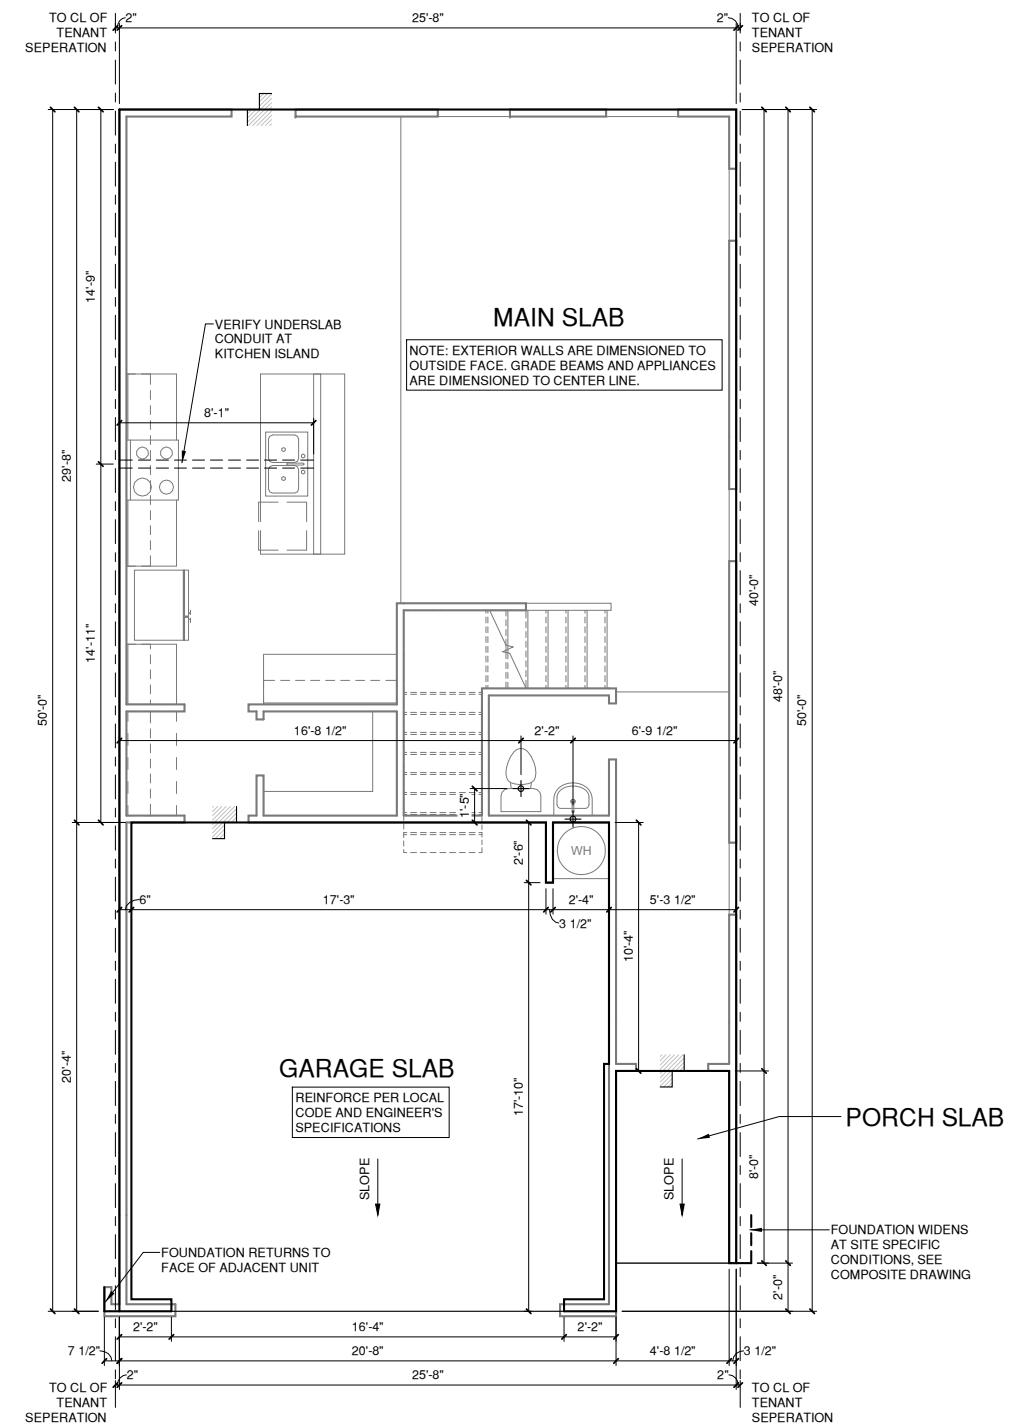 TO CL OF
TENANT
SEPERATION
2"
25'-8"
2"
TO CL OF
TENANT
SEPERATION
14'-9"
VERIFY UNDERSLAB
CONDUIT AT
KITCHEN ISLAND
MAIN SLAB
NOTE: EXTERIOR WALLS ARE DIMENSIONED TO
OUTSIDE FACE. GRADE BEAMS AND APPLIANCES
ARE DIMENSIONED TO CENTER LINE.
8'-1"
29'-8"
40'-0"
14'-11"
48'-0"
50'-0"
50'-0"
16'-8 1/2"
2'-2"
6'-9 1/2"
1'-5"
2'-6"
WH
6"
17'-3"
2'-4"
5'-3 1/2"
3 1/2"
10'-4"
20'-4"
GARAGE SLAB
REINFORCE PER LOCAL
CODE AND ENGINEER'S
SPECIFICATIONS
17'-10"
PORCH SLAB
SLOPE
SLOPE
8'-0"
FOUNDATION RETURNS TO
FACE OF ADJACENT UNIT
FOUNDATION WIDENS
AT SITE SPECIFIC
CONDITIONS, SEE
COMPOSITE DRAWING
2'-0"
2'-2"
16'-4"
2'-2"
7 1/2"
20'-8"
4'-8 1/2"
3 1/2"
2"
25'-8"
2"
TO CL OF
TENANT
SEPERATION
TO CL OF
TENANT
SEPERATION